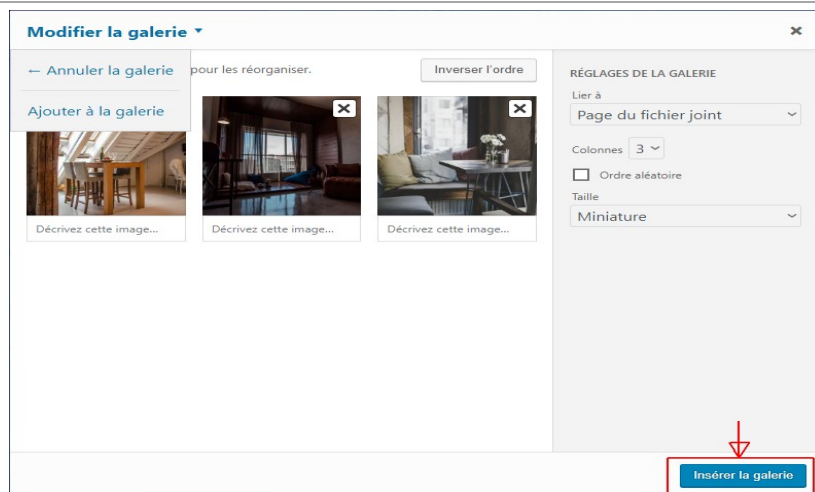 Modifier la galerie
← Annuler la galerie
pour les réorganiser.
Inverser l'ordre
Ajouter à la galerie
Décrivez cette image...
Décrivez cette image...
Décrivez cette image...
RÉGLAGES DE LA GALERIE
Lier à
Page du fichier joint
Colonnes 3
Ordre aléatoire
Taille
Miniature
Insérer la galerie